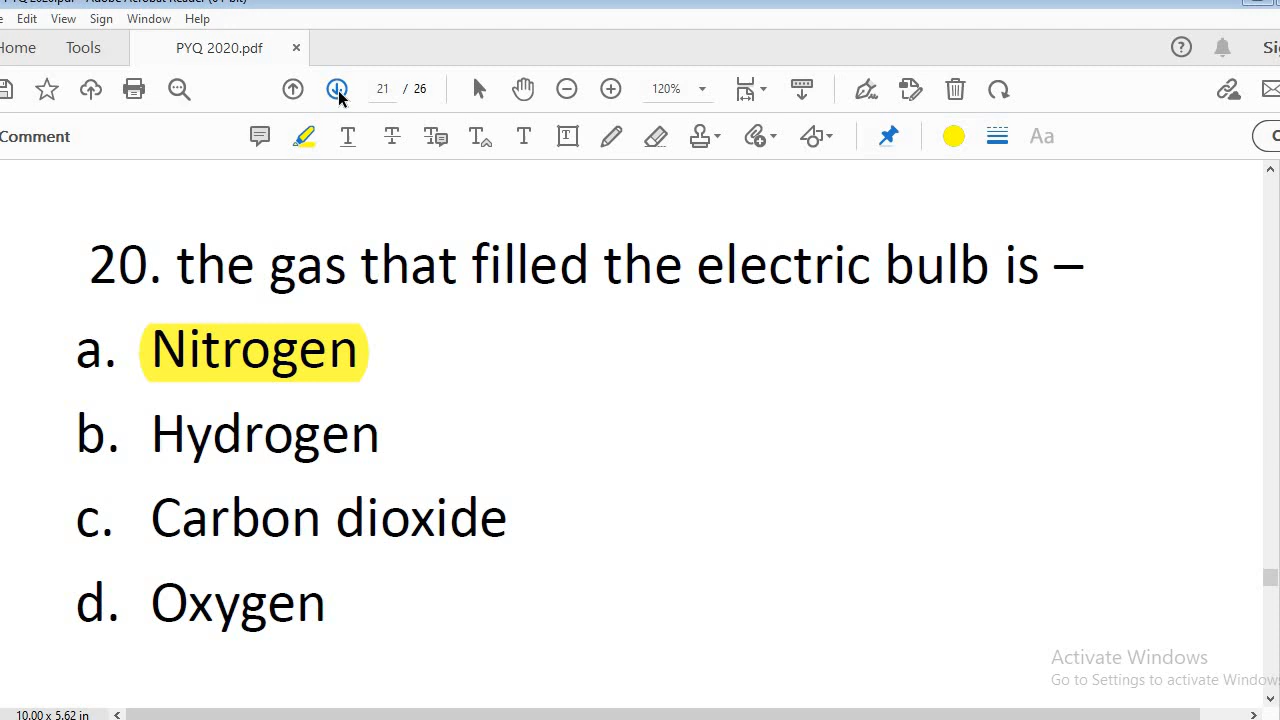 Edit View Sign Window Help
Home Tools PYQ 2020.pdf ×
21 / 26 120%
Comment Aa
20. the gas that filled the electric bulb is –
a. Nitrogen
b. Hydrogen
c. Carbon dioxide
d. Oxygen
Activate Windows
Go to Settings to activate Windows
10.00 x 5.62 in